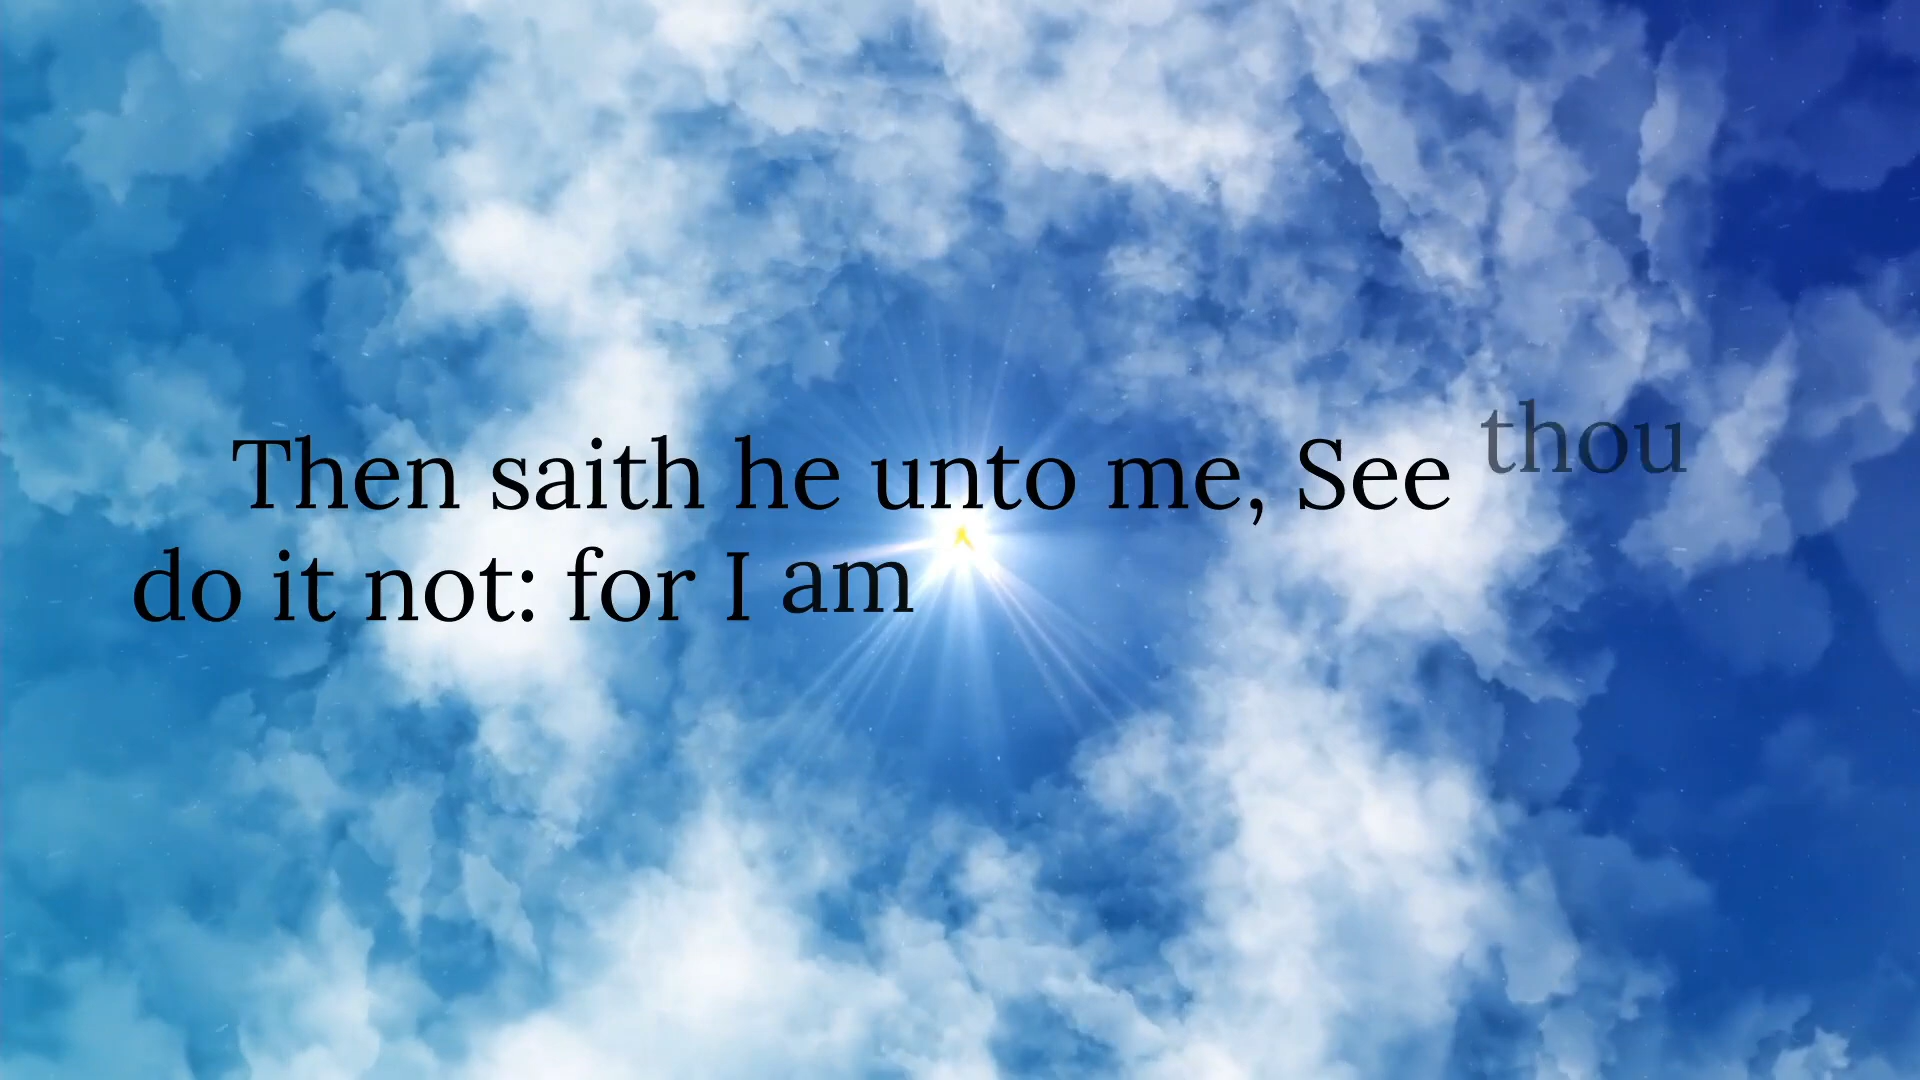 Then saith he unto me, See thou
do it not: for I am